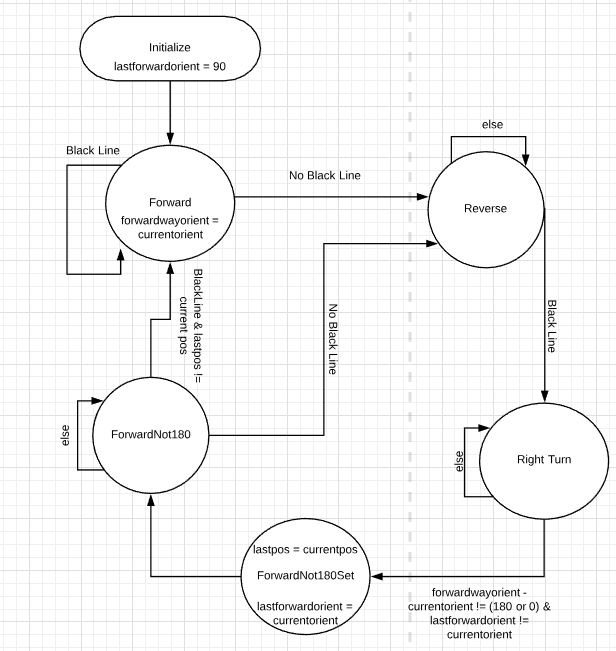 Initialize
lastforwardorient = 90
else
Black Line
No Black Line
Forward
forwardwayorient =
currentorient
Reverse
BlackLine & lastpos !=
current pos
No Black Line
Black Line
else
ForwardNot180
else
Right Turn
lastpos = currentpos
ForwardNot180Set
lastforwardorient =
currentorient
forwardwayorient -
currentorient != (180 or 0) &
lastforwardorient !=
currentorient